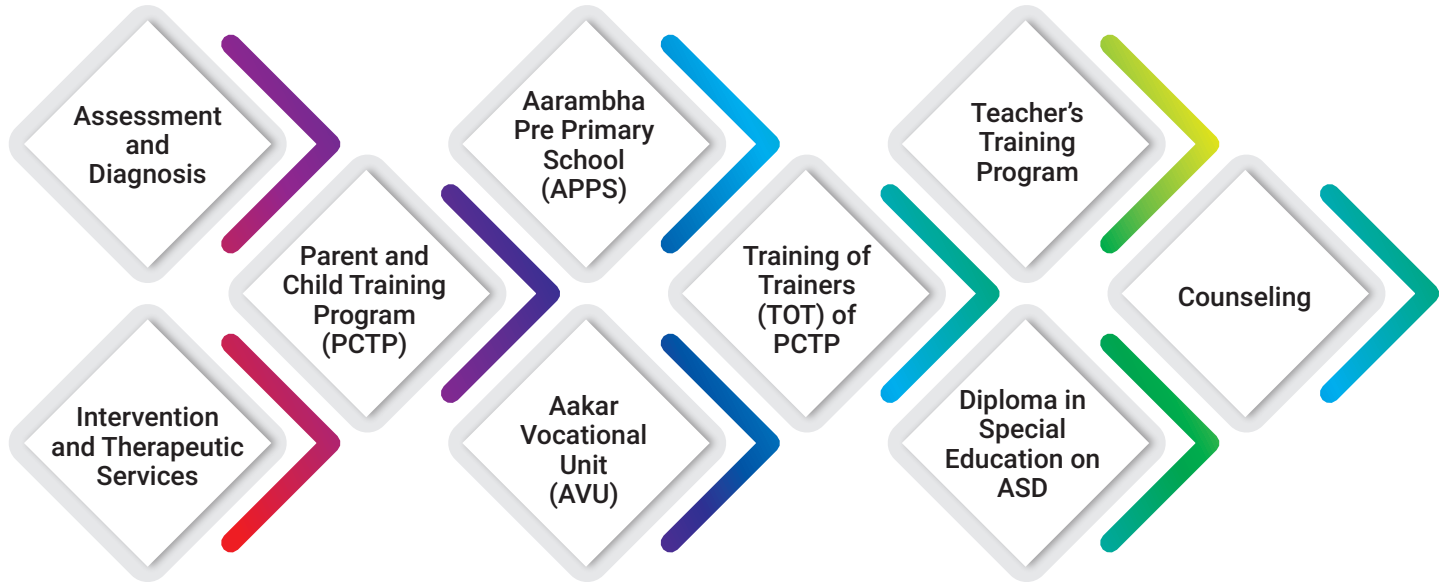 Assessment
and
Diagnosis
Intervention
and Therapeutic
Services
Parent and
Child Training
Program
(PCTP)
Aarambha
Pre Primary
School
(APPS)
Aakar
Vocational
Unit
(AVU)
Training of
Trainers
(TOT) of
PCTP
Teacher’s
Training
Program
Diploma in
Special
Education on
ASD
Counseling